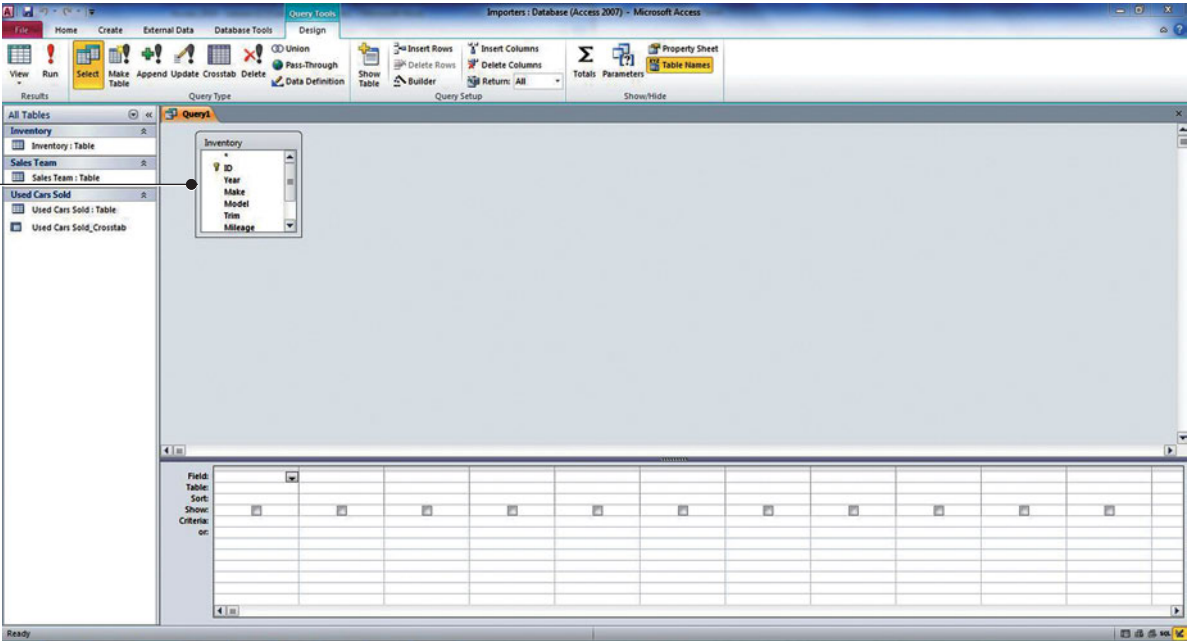 Query Tools
Importers : Database (Access 2007) - Microsoft Access
File Home Create External Data Database Tools Design
View
Run
Results
Select
Make Table
Append
Update
Crosstab
Delete
Union
Pass-Through
Data Definition
Query Type
Show Table
Insert Rows
Delete Rows
Builder
Insert Columns
Delete Columns
Return: All
Query Setup
Totals
Parameters
Property Sheet
Table Names
Show/Hide
All Tables
Inventory
Inventory : Table
Sales Team
Sales Team : Table
Used Cars Sold
Used Cars Sold : Table
Used Cars Sold_Crosstab
Query1
Inventory
*
ID
Year
Make
Model
Trim
Mileage
Field:
Table:
Sort:
Show:
Criteria:
or:
Ready
SQL